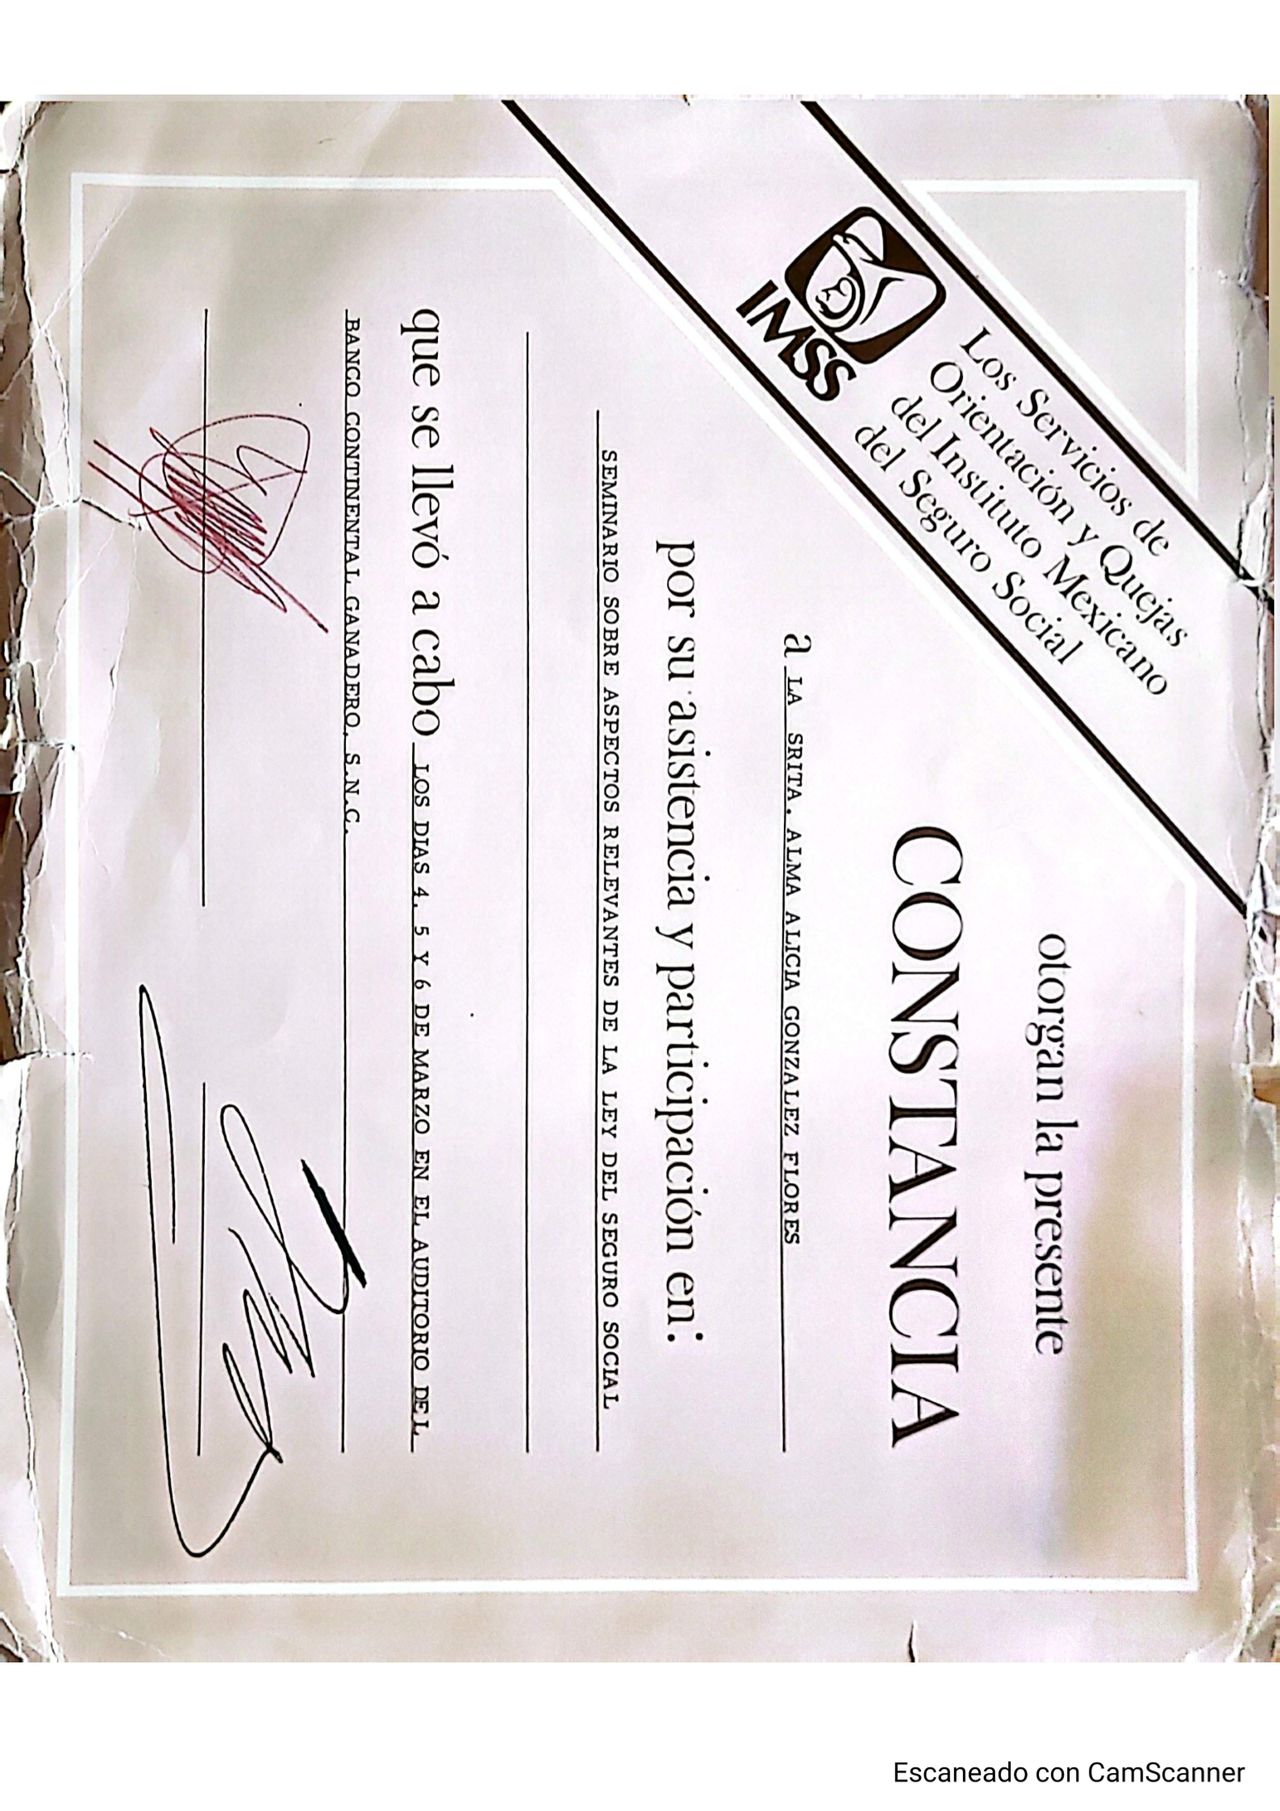 IMSS
Los Servicios de
Orientación y Quejas
del Instituto Mexicano
del Seguro Social
otorgan la presente
CONSTANCIA
a LA SRITA. ALMA ALICIA GONZALEZ FLORES
por su asistencia y participación en:
SEMINARIO SOBRE ASPECTOS RELEVANTES DE LA LEY DEL SEGURO SOCIAL
que se llevó a cabo LOS DIAS 4, 5 Y 6 DE MARZO EN EL AUDITORIO DEL
BANCO CONTINENTAL GANADERO, S.N.C.
Escaneado con CamScanner